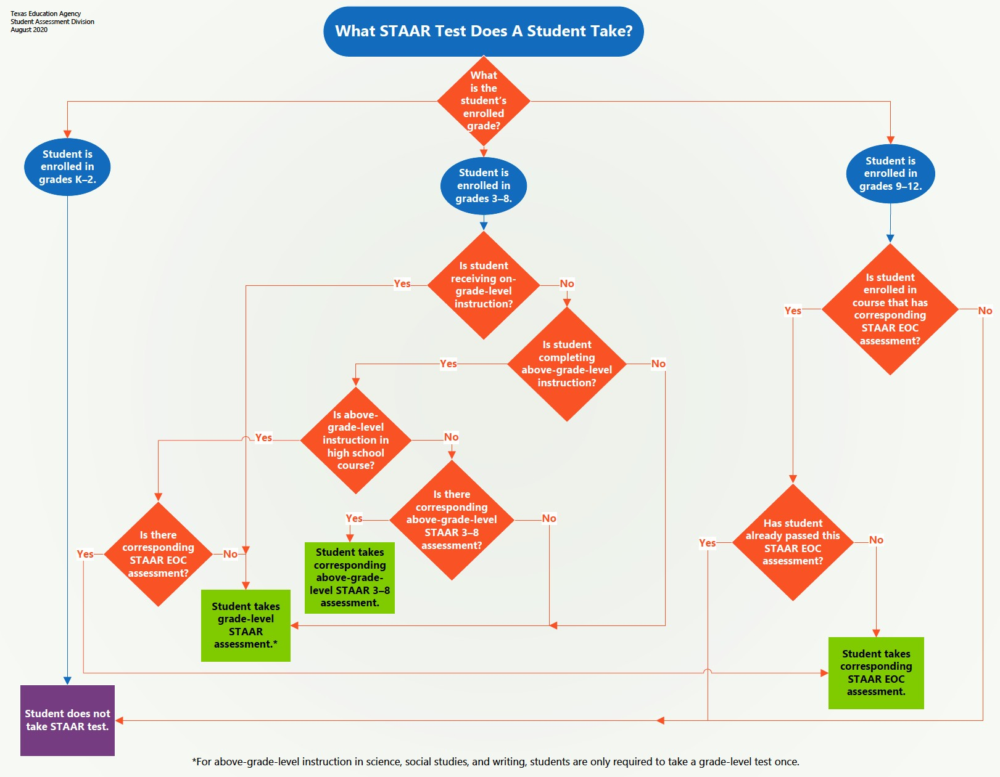 Texas Education Agency
Student Assessment Division
August 2020
What STAAR Test Does A Student Take?
What
is the
student's
enrolled
grade?
Student is
enrolled in
grades K–2.
Student is
enrolled in
grades 3–8.
Student is
enrolled in
grades 9–12.
Is student
receiving on-
grade-level
instruction?
Yes
No
Is student
enrolled in
course that has
corresponding
STAAR EOC
assessment?
Yes
No
Is student
completing
above-grade-level
instruction?
Yes
No
Is above-
grade-level
instruction in
high school
course?
Yes
No
Is there
corresponding
above-grade-level
STAAR 3–8
assessment?
Yes
No
Has student
already passed this
STAAR EOC
assessment?
Yes
No
Is there
corresponding
STAAR EOC
assessment?
Yes
No
Student takes
corresponding
above-grade-
level STAAR 3–8
assessment.
Student takes
grade-level
STAAR
assessment.*
Student takes
corresponding
STAAR EOC
assessment.
Student does not
take STAAR test.
*For above-grade-level instruction in science, social studies, and writing, students are only required to take a grade-level test once.